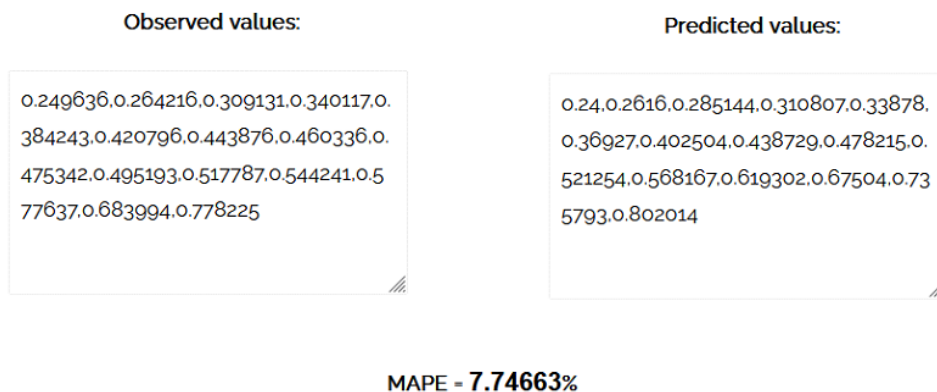 Observed values:
Predicted values:
0.249636,0.264216,0.309131,0.340117,0.
384243,0.420796,0.443876,0.460336,0.
475342,0.495193,0.517787,0.544241,0.5
77637,0.683994,0.778225
0.24,0.2616,0.285144,0.310807,0.33878,
0.36927,0.402504,0.438729,0.478215,0.
521254,0.568167,0.619302,0.67504,0.73
5793,0.802014
MAPE = 7.74663%